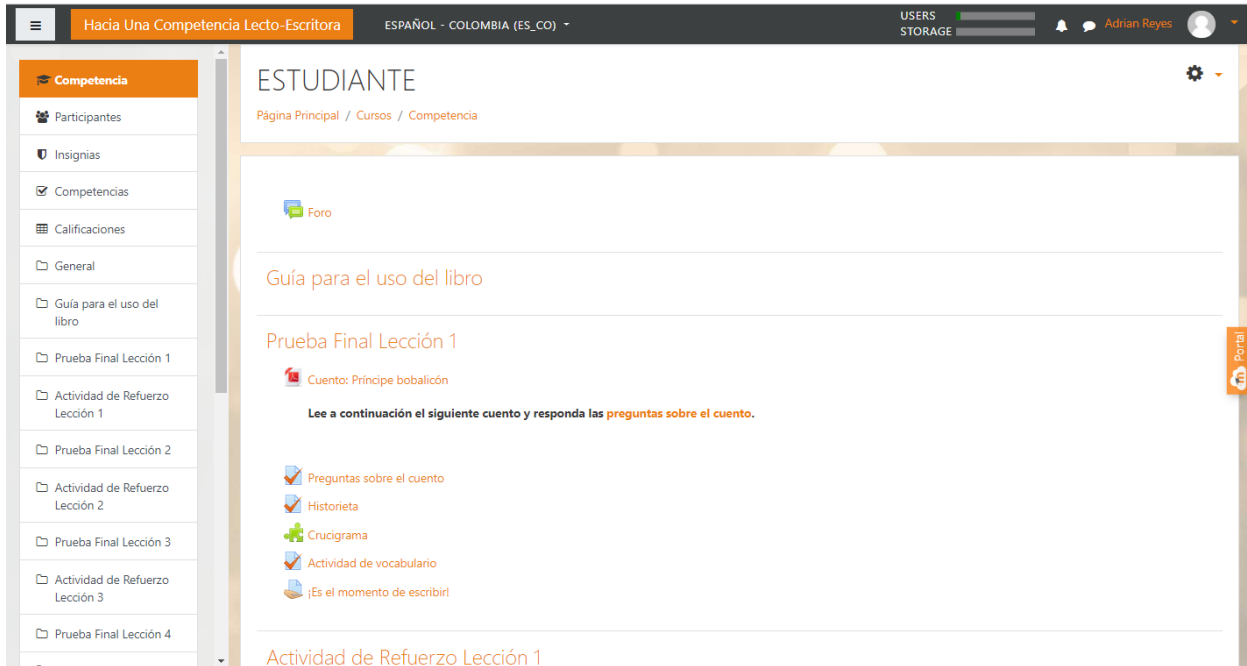 Hacia Una Competencia Lecto-Escritora
ESPAÑOL - COLOMBIA (ES_CO)
USERS
STORAGE
Adrian Reyes
Competencia
Participantes
Insignias
Competencias
Calificaciones
General
Guía para el uso del
libro
Prueba Final Lección 1
Actividad de Refuerzo
Lección 1
Prueba Final Lección 2
Actividad de Refuerzo
Lección 2
Prueba Final Lección 3
Actividad de Refuerzo
Lección 3
Prueba Final Lección 4
ESTUDIANTE
Página Principal / Cursos / Competencia
Foro
Guía para el uso del libro
Prueba Final Lección 1
Cuento: Príncipe bobalicón
Lee a continuación el siguiente cuento y responda las preguntas sobre el cuento.
Preguntas sobre el cuento
Historieta
Crucigrama
Actividad de vocabulario
¡Es el momento de escribir!
Actividad de Refuerzo Lección 1
m Portal